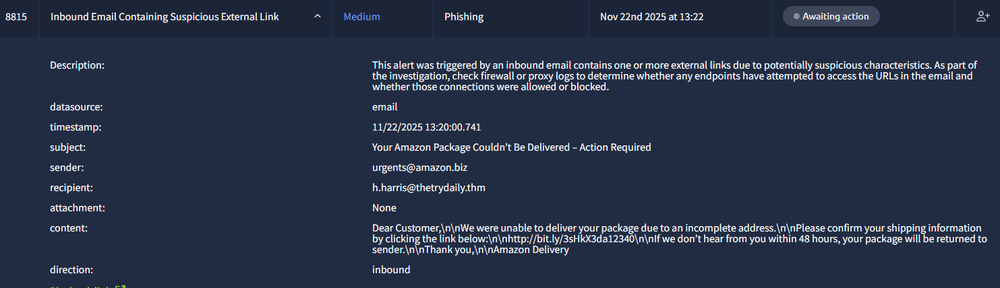 8815 Inbound Email Containing Suspicious External Link Medium Phishing Nov 22nd 2025 at 13:22 Awaiting action
Description: This alert was triggered by an inbound email contains one or more external links due to potentially suspicious characteristics. As part of
the investigation, check firewall or proxy logs to determine whether any endpoints have attempted to access the URLs in the email and
whether those connections were allowed or blocked.
datasource: email
timestamp: 11/22/2025 13:20:00.741
subject: Your Amazon Package Couldn’t Be Delivered – Action Required
sender: urgents@amazon.biz
recipient: h.harris@thetrydaily.thm
attachment: None
content: Dear Customer,\n\nWe were unable to deliver your package due to an incomplete address.\n\nPlease confirm your shipping information
by clicking the link below:\n\nhttp://bit.ly/3sHkX3da12340\n\nIf we don’t hear from you within 48 hours, your package will be returned to
sender.\n\nThank you,\n\nAmazon Delivery
direction: inbound